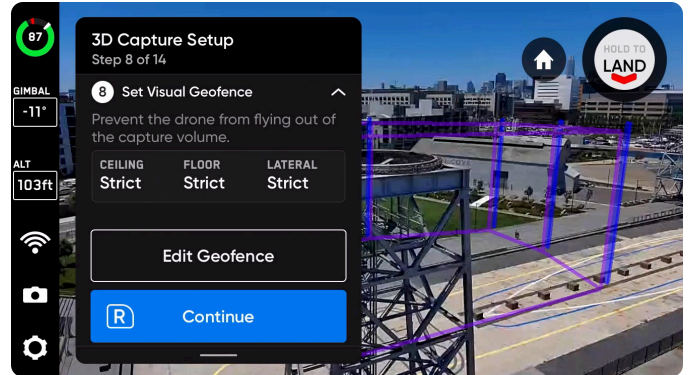 87
GIMBAL
-11°
ALT
103ft
3D Capture Setup
Step 8 of 14
8 Set Visual Geofence
Prevent the drone from flying out of
the capture volume.
CEILING FLOOR LATERAL
Strict Strict Strict
Edit Geofence
R Continue
HOLD TO
LAND